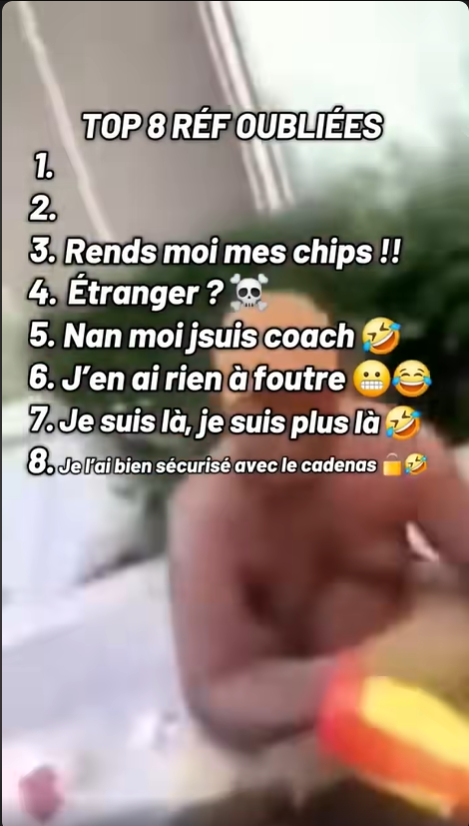 TOP 8 RÉF OUBLIÉES
1.
2.
3. Rends moi mes chips !!
4. Étranger ? ☠️
5. Nan moi jsuis coach 🤣
6. J'en ai rien à foutre 😬😂
7. Je suis là, je suis plus là 🤣
8. Je l'ai bien sécurisé avec le cadenas 🔒🤣